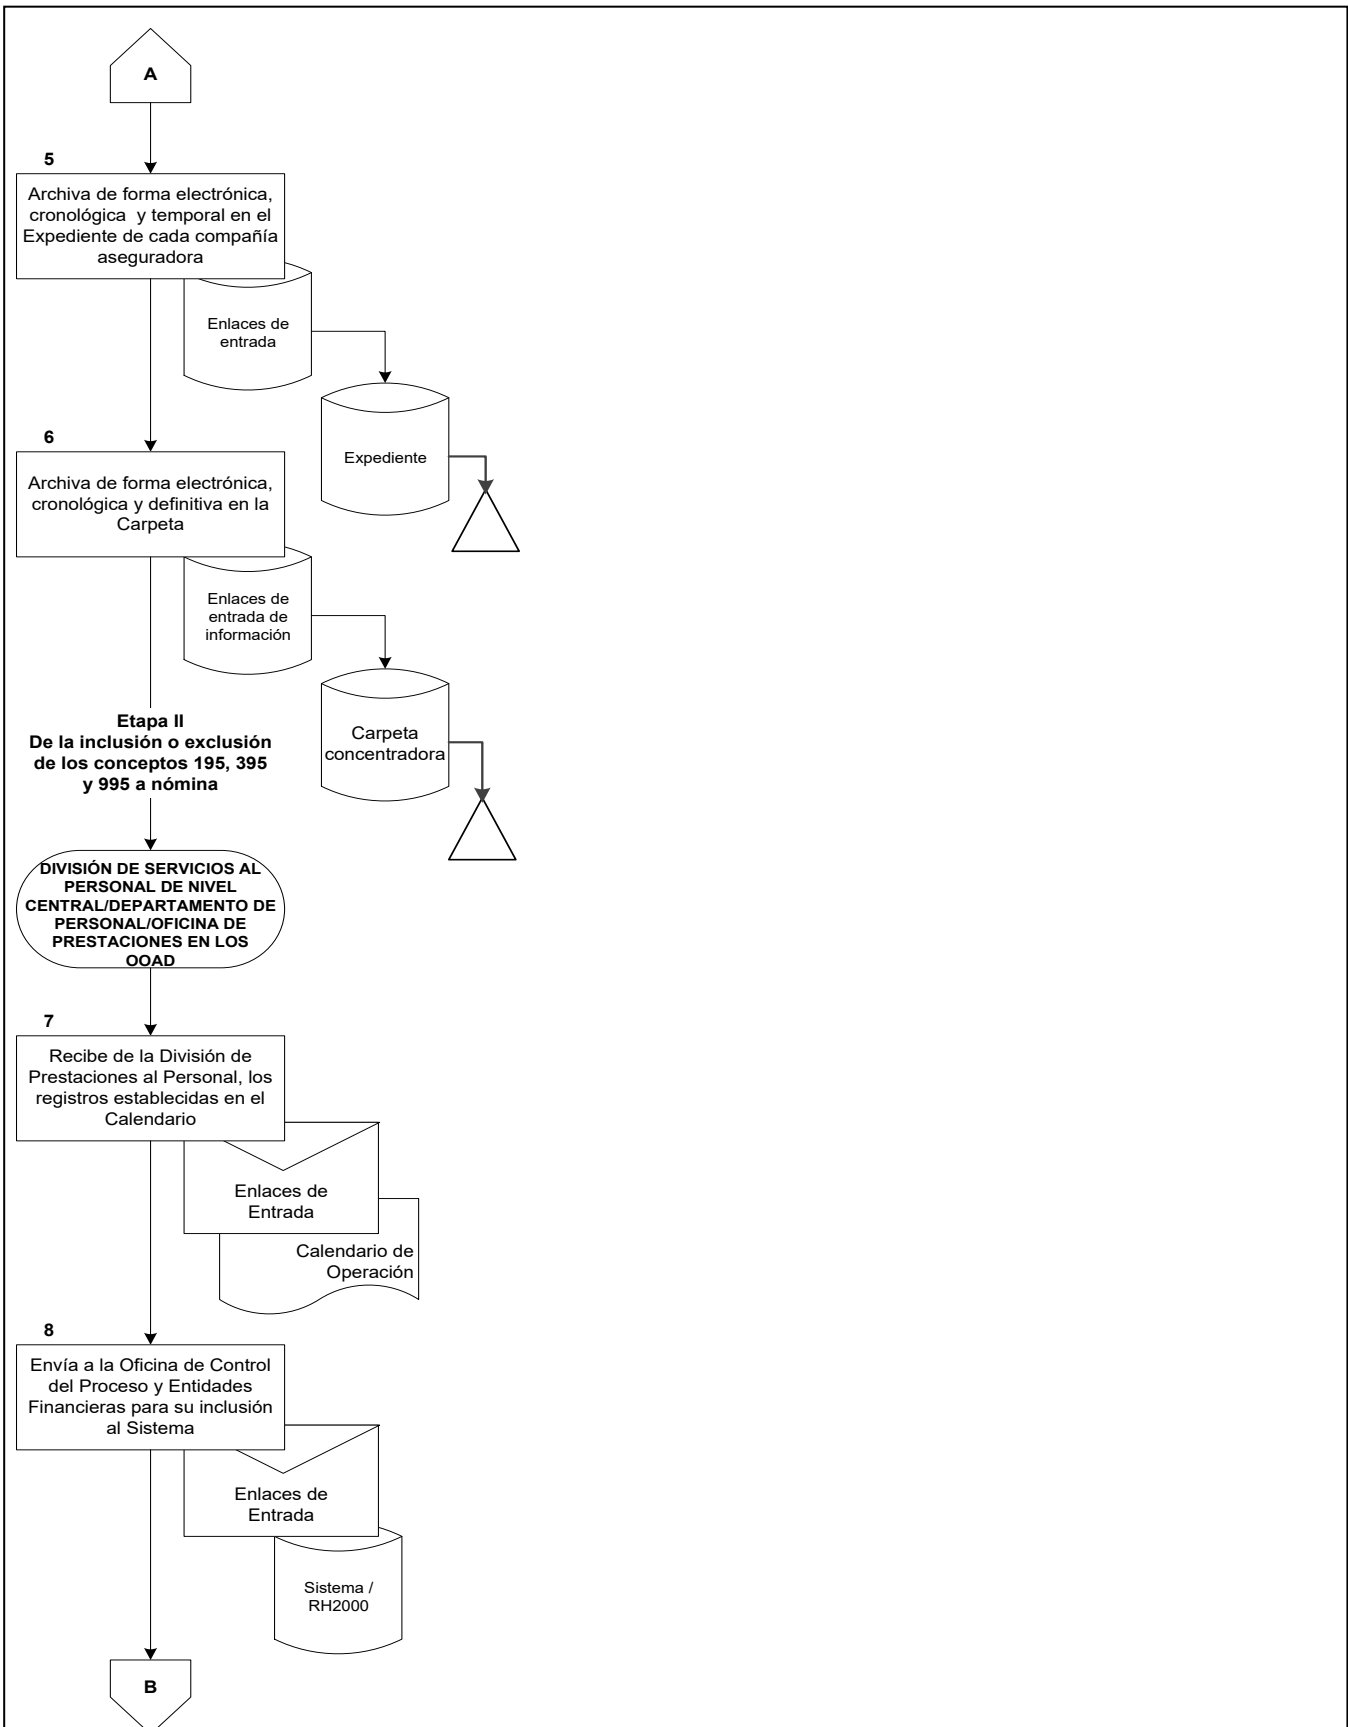 A
5
Archiva de forma electrónica,
cronológica y temporal en el
Expediente de cada compañía
aseguradora
Enlaces de
entrada
Expediente
6
Archiva de forma electrónica,
cronológica y definitiva en la
Carpeta
Enlaces de
entrada de
información
Carpeta
concentradora
Etapa II
De la inclusión o exclusión
de los conceptos 195, 395
y 995 a nómina
DIVISIÓN DE SERVICIOS AL
PERSONAL DE NIVEL
CENTRAL/DEPARTAMENTO DE
PERSONAL/OFICINA DE
PRESTACIONES EN LOS
OOAD
7
Recibe de la División de
Prestaciones al Personal, los
registros establecidas en el
Calendario
Enlaces de
Entrada
Calendario de
Operación
8
Envía a la Oficina de Control
del Proceso y Entidades
Financieras para su inclusión
al Sistema
Enlaces de
Entrada
Sistema /
RH2000
B